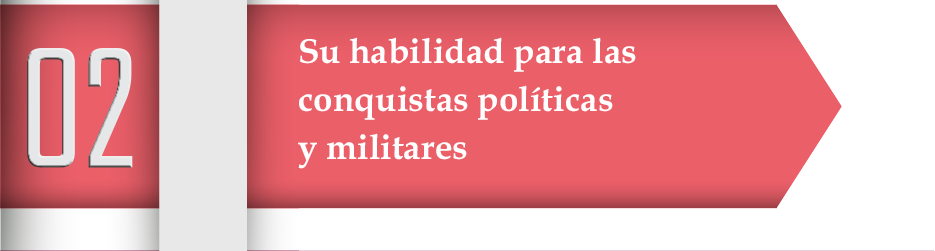 02
Su habilidad para las
conquistas políticas
y militares